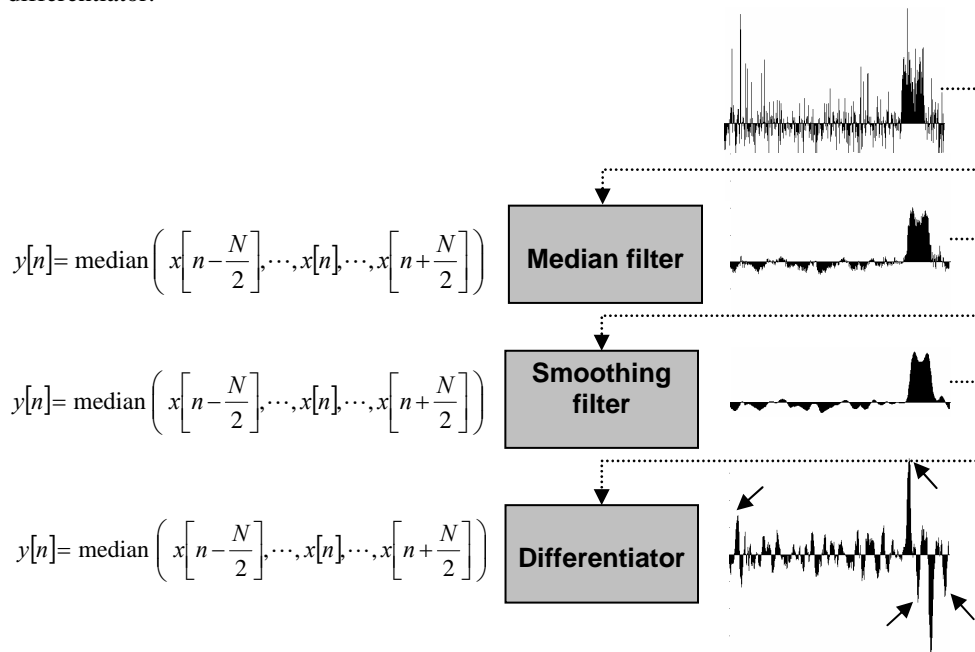 differentiator.
y[n]= median ( x[ n − N/2 ],⋯, x[n],⋯, x[ n + N/2 ] )
Median filter
y[n]= median ( x[ n − N/2 ],⋯, x[n],⋯, x[ n + N/2 ] )
Smoothing
filter
y[n]= median ( x[ n − N/2 ],⋯, x[n],⋯, x[ n + N/2 ] )
Differentiator